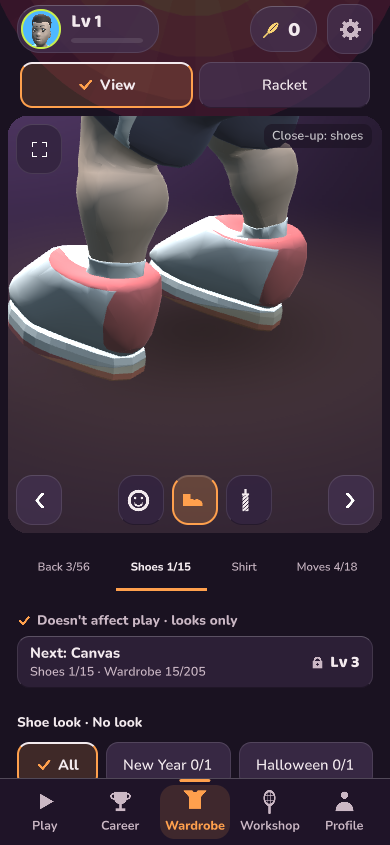 Lv 1
0
View
Racket
Close-up: shoes
Back 3/56
Shoes 1/15
Shirt
Moves 4/18
Doesn't affect play · looks only
Next: Canvas
Shoes 1/15 · Wardrobe 15/205
Lv 3
Shoe look · No look
All
New Year 0/1
Halloween 0/1
Play
Career
Wardrobe
Workshop
Profile